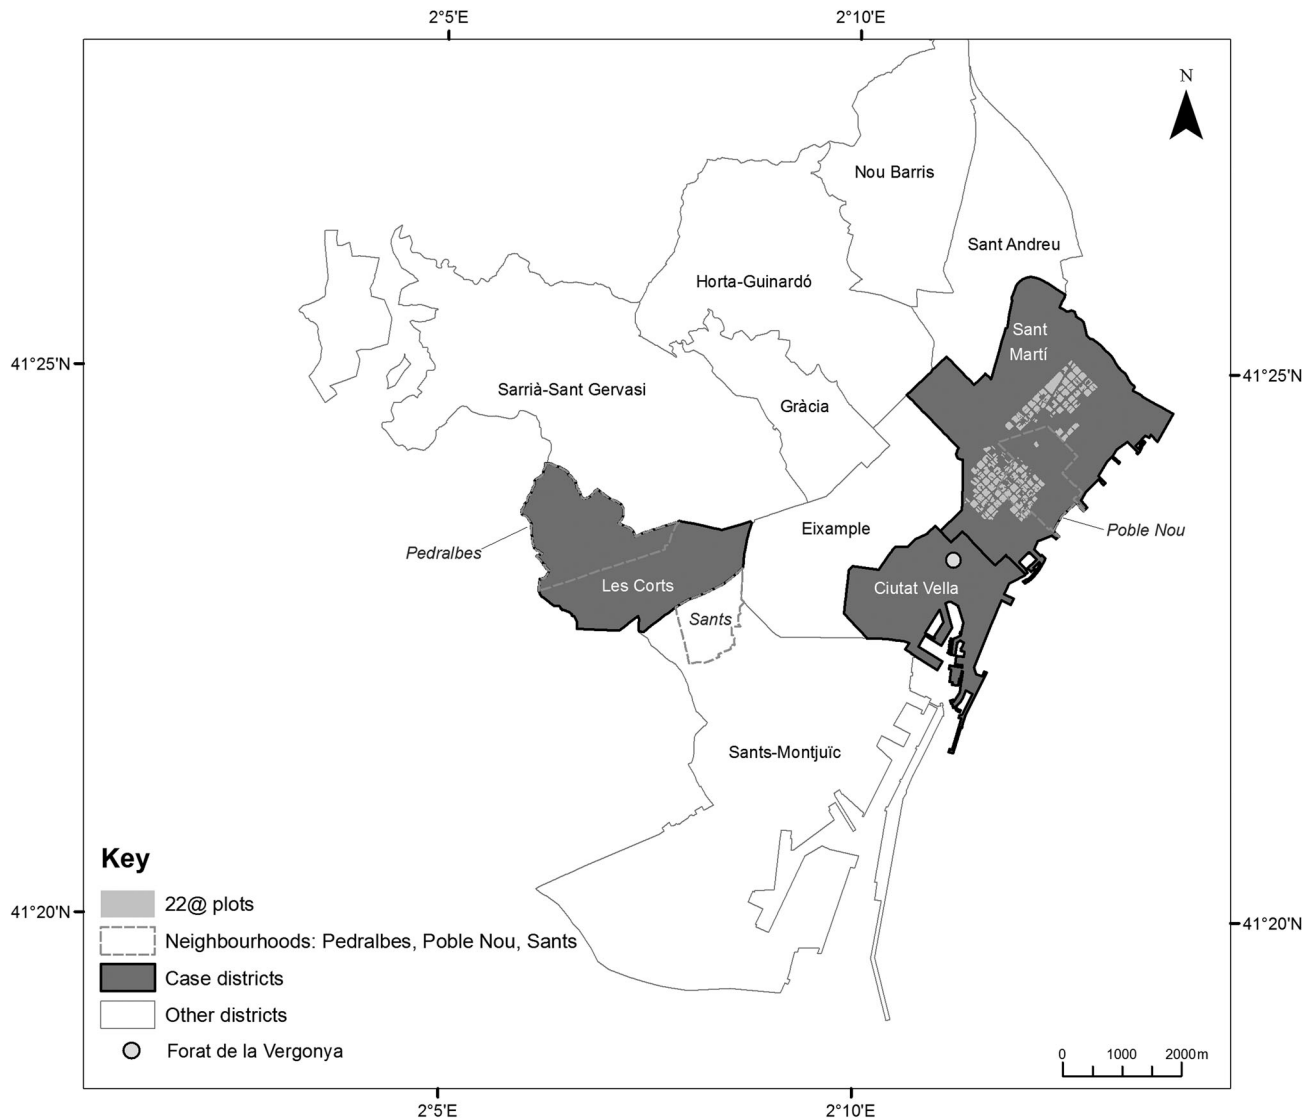 2°5'E
2°10'E
N
Nou Barris
Sant Andreu
Horta-Guinardó
Sant
Martí
41°25'N
41°25'N
Sarrià-Sant Gervasi
Gràcia
Eixample
Poble Nou
Pedralbes
Les Corts
Ciutat Vella
Sants
Sants-Montjuïc
Key
22@ plots
41°20'N
41°20'N
Neighbourhoods: Pedralbes, Poble Nou, Sants
Case districts
Other districts
Forat de la Vergonya
0 1000 2000m
2°5'E
2°10'E